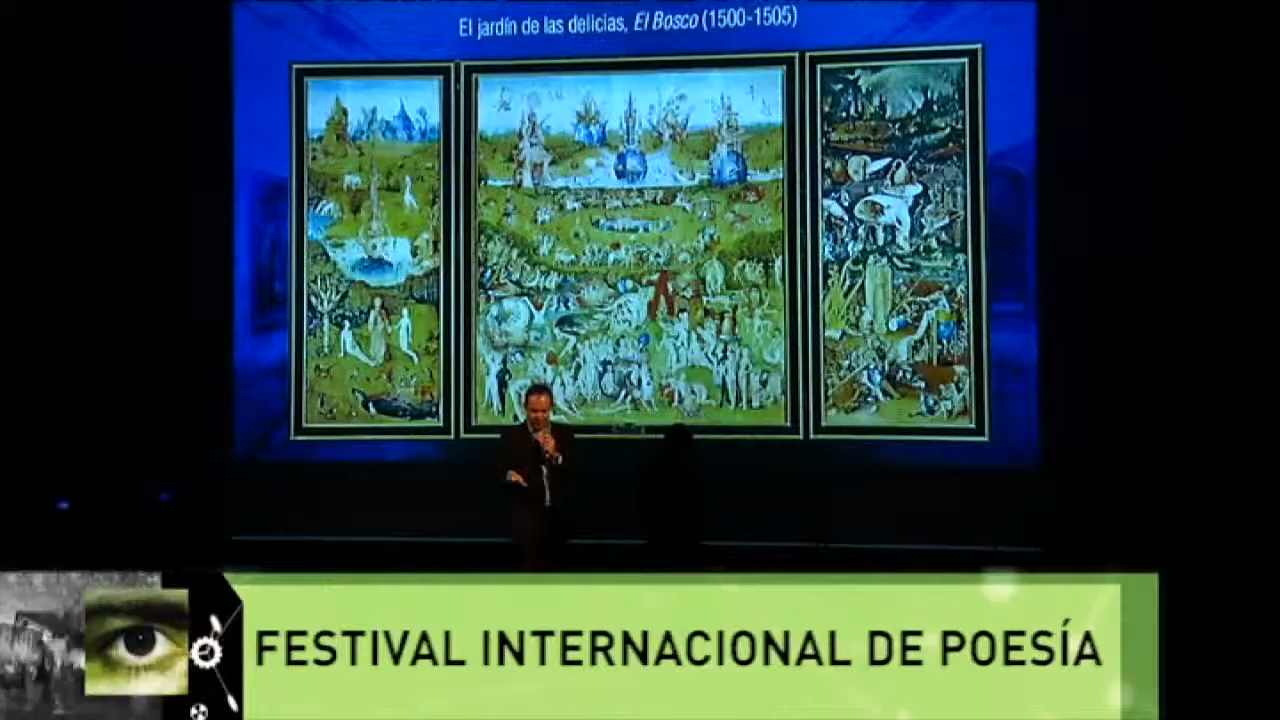 El jardín de las delicias, El Bosco (1500-1505)
FESTIVAL INTERNACIONAL DE POESÍA